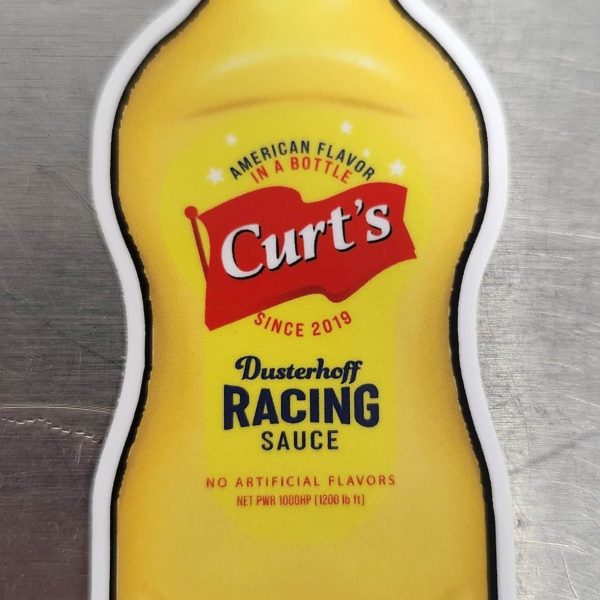 AMERICAN FLAVOR
IN A BOTTLE
Curt's
SINCE 2019
Dusterhoff
RACING
SAUCE
NO ARTIFICIAL FLAVORS
NET PWR 1000HP (1200 lb ft)